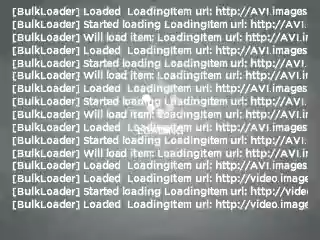 [BulkLoader] Loaded LoadingItem url: http://AVI.images
[BulkLoader] Started loading LoadingItem url: http://AVI.
[BulkLoader] Will load item: LoadingItem url: http://AVI.ir
[BulkLoader] Loaded LoadingItem url: http://AVI.images
[BulkLoader] Started loading LoadingItem url: http://AVI.
[BulkLoader] Will load item: LoadingItem url: http://AVI.ir
[BulkLoader] Loaded LoadingItem url: http://AVI.images
[BulkLoader] Started loading LoadingItem url: http://AVI.
[BulkLoader] Will load item: LoadingItem url: http://AVI.ir
[BulkLoader] Loaded LoadingItem url: http://AVI.images
[BulkLoader] Started loading LoadingItem url: http://AVI.
[BulkLoader] Will load item: LoadingItem url: http://AVI.ir
[BulkLoader] Loaded LoadingItem url: http://AVI.images
[BulkLoader] Loaded LoadingItem url: http://video.image
[BulkLoader] Started loading LoadingItem url: http://vide
[BulkLoader] Loaded LoadingItem url: http://video.image